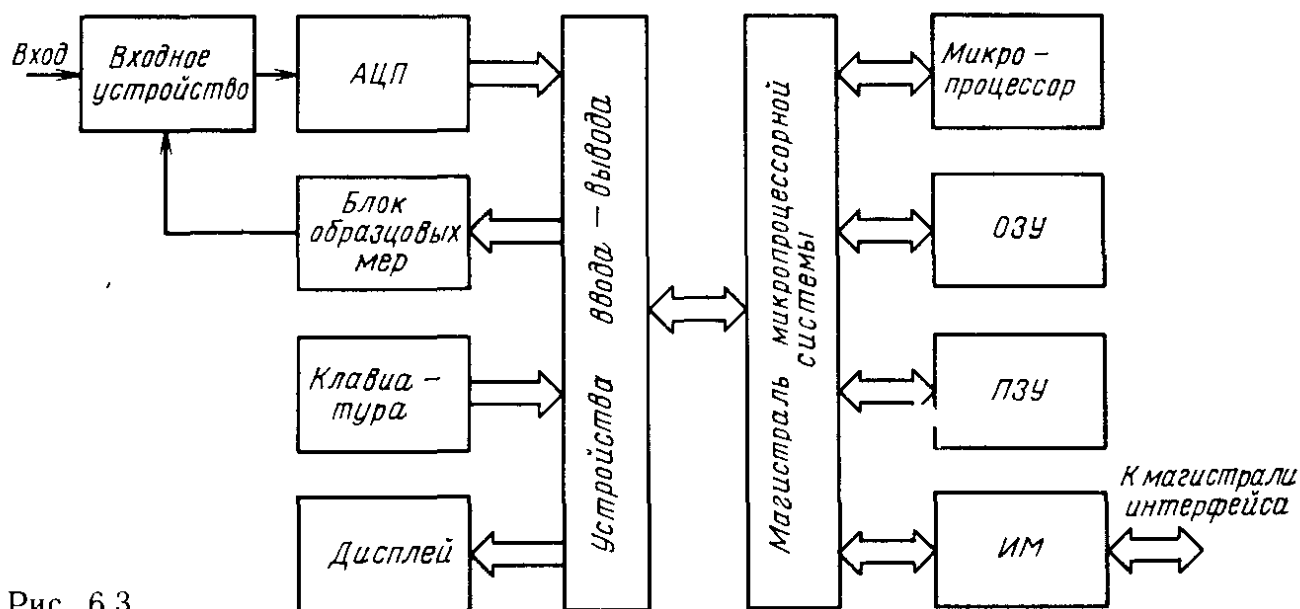 Вход
Входное
устройство
АЦП
Блок
образцовых
мер
Клавиа-
тура
Дисплей
Устройства ввода-вывода
Магистраль микропроцессорной
системы
Микро-
процессор
ОЗУ
ПЗУ
ИМ
К магистрали
интерфейса
Рис. 6.3